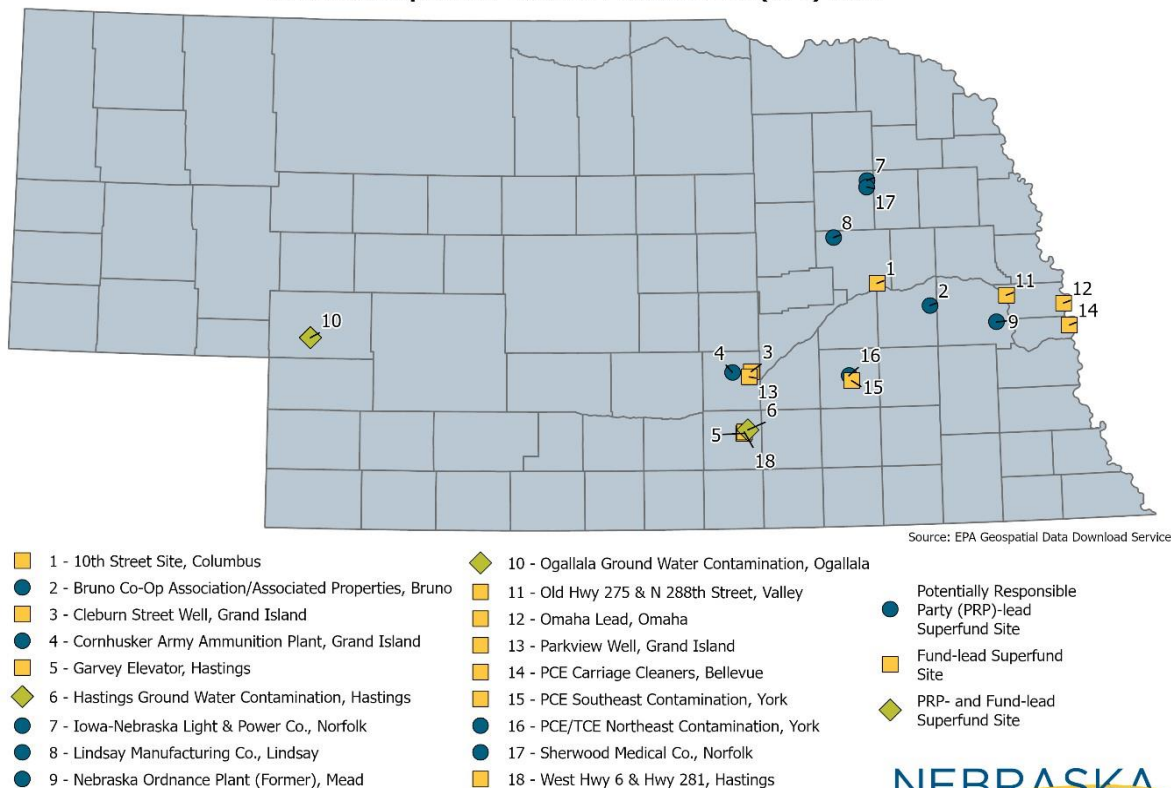 7
17
8
1
2
11
12
14
9
10
4
3
13
16
15
6
5
18
Source: EPA Geospatial Data Download Service
1 - 10th Street Site, Columbus
2 - Bruno Co-Op Association/Associated Properties, Bruno
3 - Cleburn Street Well, Grand Island
4 - Cornhusker Army Ammunition Plant, Grand Island
5 - Garvey Elevator, Hastings
6 - Hastings Ground Water Contamination, Hastings
7 - Iowa-Nebraska Light & Power Co., Norfolk
8 - Lindsay Manufacturing Co., Lindsay
9 - Nebraska Ordnance Plant (Former), Mead
10 - Ogallala Ground Water Contamination, Ogallala
11 - Old Hwy 275 & N 288th Street, Valley
12 - Omaha Lead, Omaha
13 - Parkview Well, Grand Island
14 - PCE Carriage Cleaners, Bellevue
15 - PCE Southeast Contamination, York
16 - PCE/TCE Northeast Contamination, York
17 - Sherwood Medical Co., Norfolk
18 - West Hwy 6 & Hwy 281, Hastings
Potentially Responsible
Party (PRP)-lead
Superfund Site
Fund-lead Superfund
Site
PRP- and Fund-lead
Superfund Site
NEBRASKA